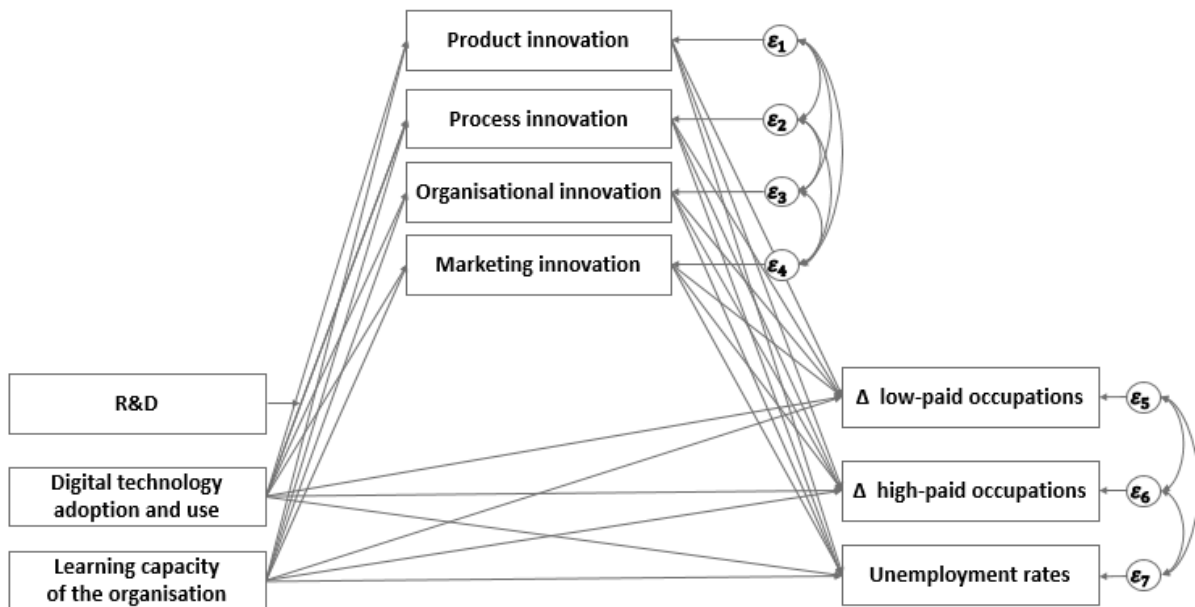 Product innovation
ε1
Process innovation
ε2
Organisational innovation
ε3
Marketing innovation
ε4
R&D
Digital technology
adoption and use
Learning capacity
of the organisation
Δ low-paid occupations
ε5
Δ high-paid occupations
ε6
Unemployment rates
ε7